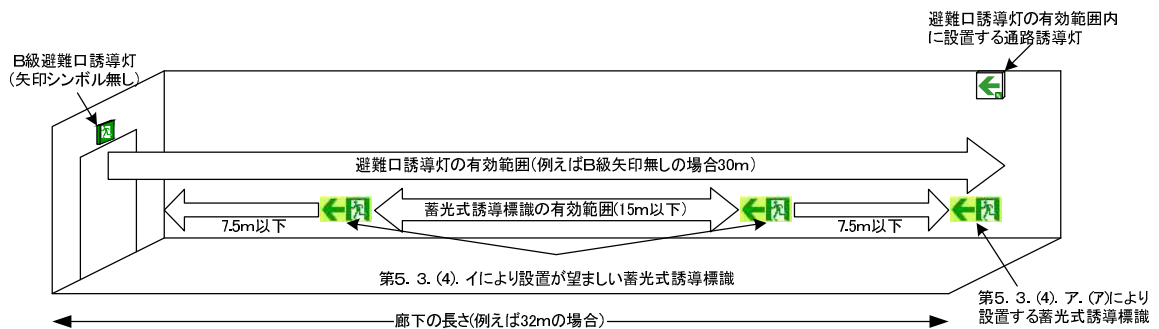 避難口誘導灯の有効範囲内
に設置する通路誘導灯
B級避難口誘導灯
(矢印シンボル無し)
避難口誘導灯の有効範囲(例えばB級矢印無しの場合30m)
蓄光式誘導標識の有効範囲(15m以下)
7.5m以下
7.5m以下
第5. 3. (4). イにより設置が望ましい蓄光式誘導標識
第5. 3. (4). ア. (ア)により
設置する蓄光式誘導標識
廊下の長さ(例えば32mの場合)